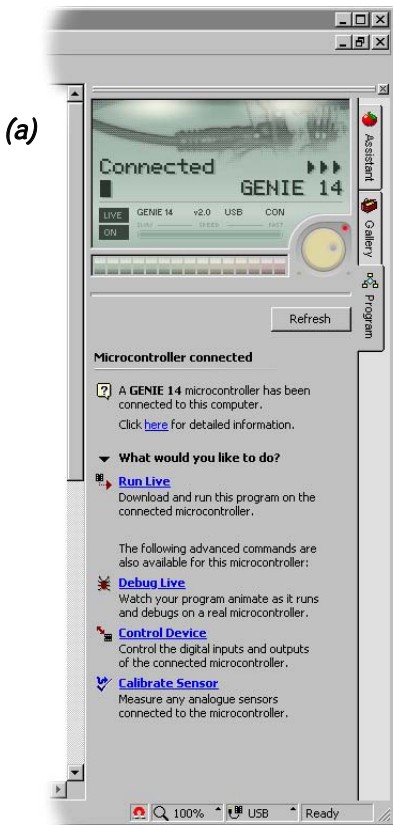 (a)
Connected
GENIE 14
LIVE GENIE 14 v2.0 USB CON
ON SLOW SPEED FAST
Assistant
Gallery
Program
Refresh
Microcontroller connected
A GENIE 14 microcontroller has been
connected to this computer.
Click here for detailed information.
What would you like to do?
Run Live
Download and run this program on the
connected microcontroller.
The following advanced commands are
also available for this microcontroller:
Debug Live
Watch your program animate as it runs
and debugs on a real microcontroller.
Control Device
Control the digital inputs and outputs
of the connected microcontroller.
Calibrate Sensor
Measure any analogue sensors
connected to the microcontroller.
100% USB Ready